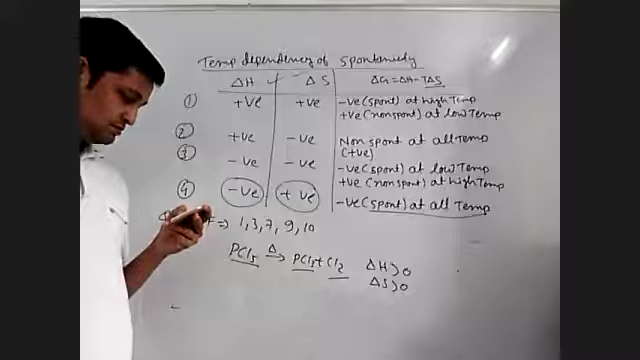 Temp dependency of spontaneity
ΔH ΔS ΔG = ΔH - TΔS
① +ve +ve -ve (spont) at high Temp
+ve (nonspont) at low Temp
② +ve -ve Non spont at all Temp
(+ve)
③ -ve -ve -ve (spont) at low Temp
+ve (nonspont) at high Temp
④ -ve +ve -ve (spont) at all Temp
⇒ 1, 3, 7, 9, 10
PCl5 Δ→ PCl3 + Cl2 ΔH>0
ΔS>0